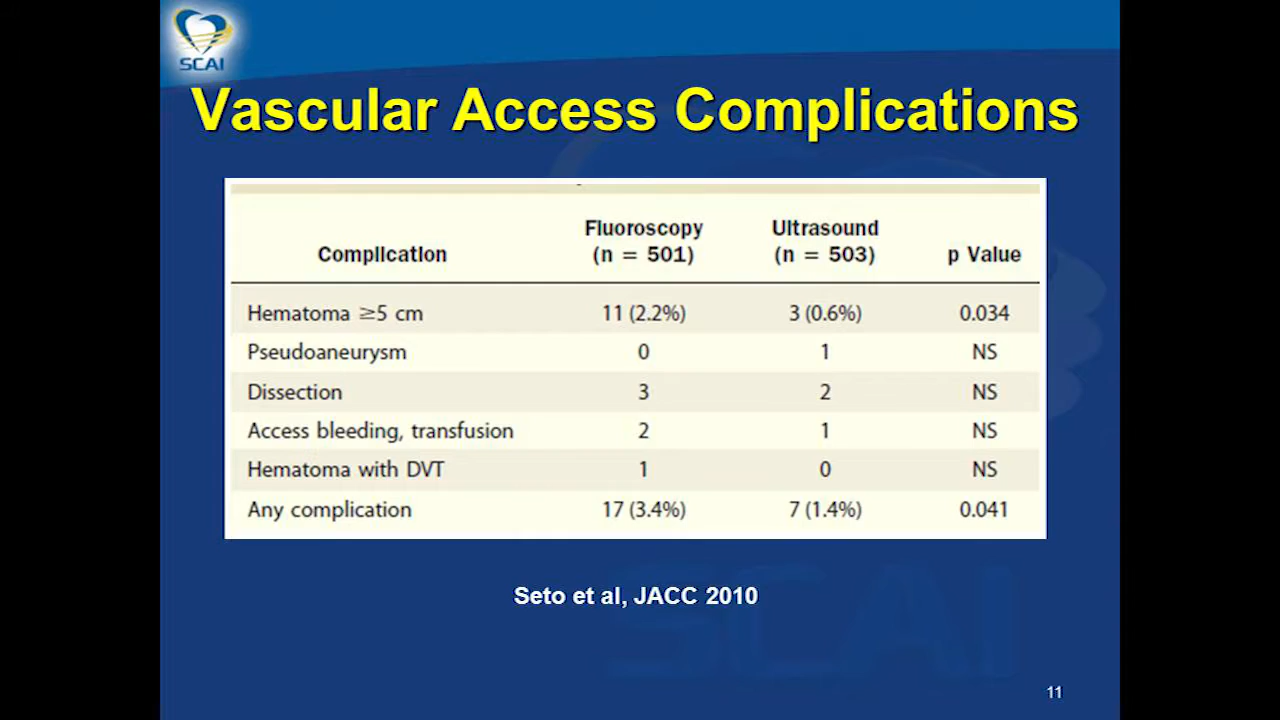 SCAI
Vascular Access Complications
Complication Fluoroscopy (n = 501) Ultrasound (n = 503) p Value
Hematoma ≥5 cm 11 (2.2%) 3 (0.6%) 0.034
Pseudoaneurysm 0 1 NS
Dissection 3 2 NS
Access bleeding, transfusion 2 1 NS
Hematoma with DVT 1 0 NS
Any complication 17 (3.4%) 7 (1.4%) 0.041
Seto et al, JACC 2010
SCAI
11